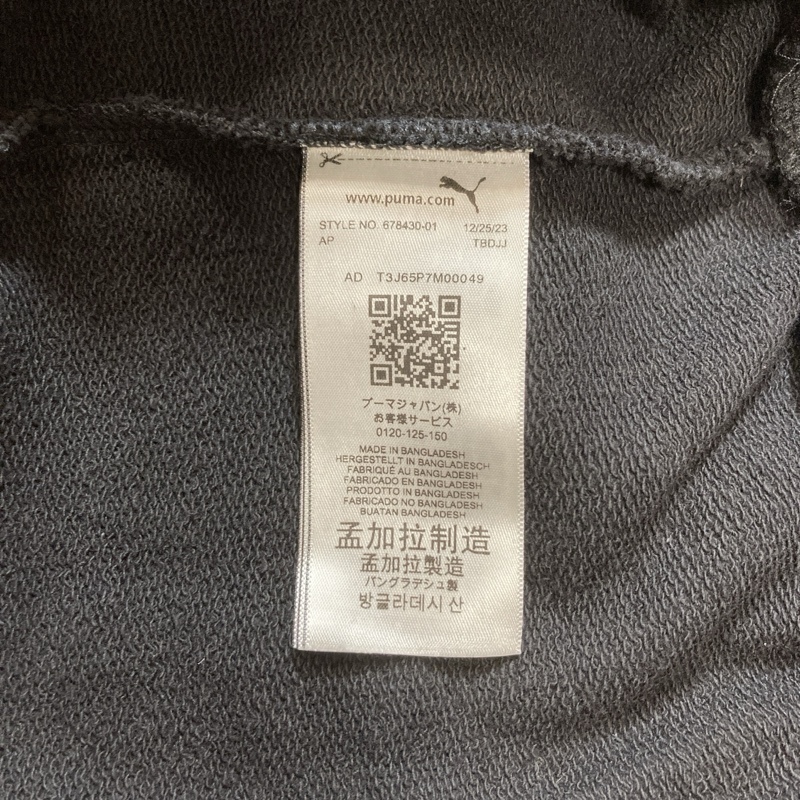 www.puma.com
STYLE NO. 678430-01 12/25/23
AP TBDJJ
AD T3J65P7M00049
プーマジャパン(株)
お客様サービス
0120-125-150
MADE IN BANGLADESH
HERGESTELLT IN BANGLADESCH
FABRIQUÉ AU BANGLADESH
FABRICADO EN BANGLADESH
PRODOTTO IN BANGLADESH
FABRICADO NO BANGLADESH
BUATAN BANGLADESH
孟加拉制造
孟加拉製造
バングラデシュ製
방글라데시 산